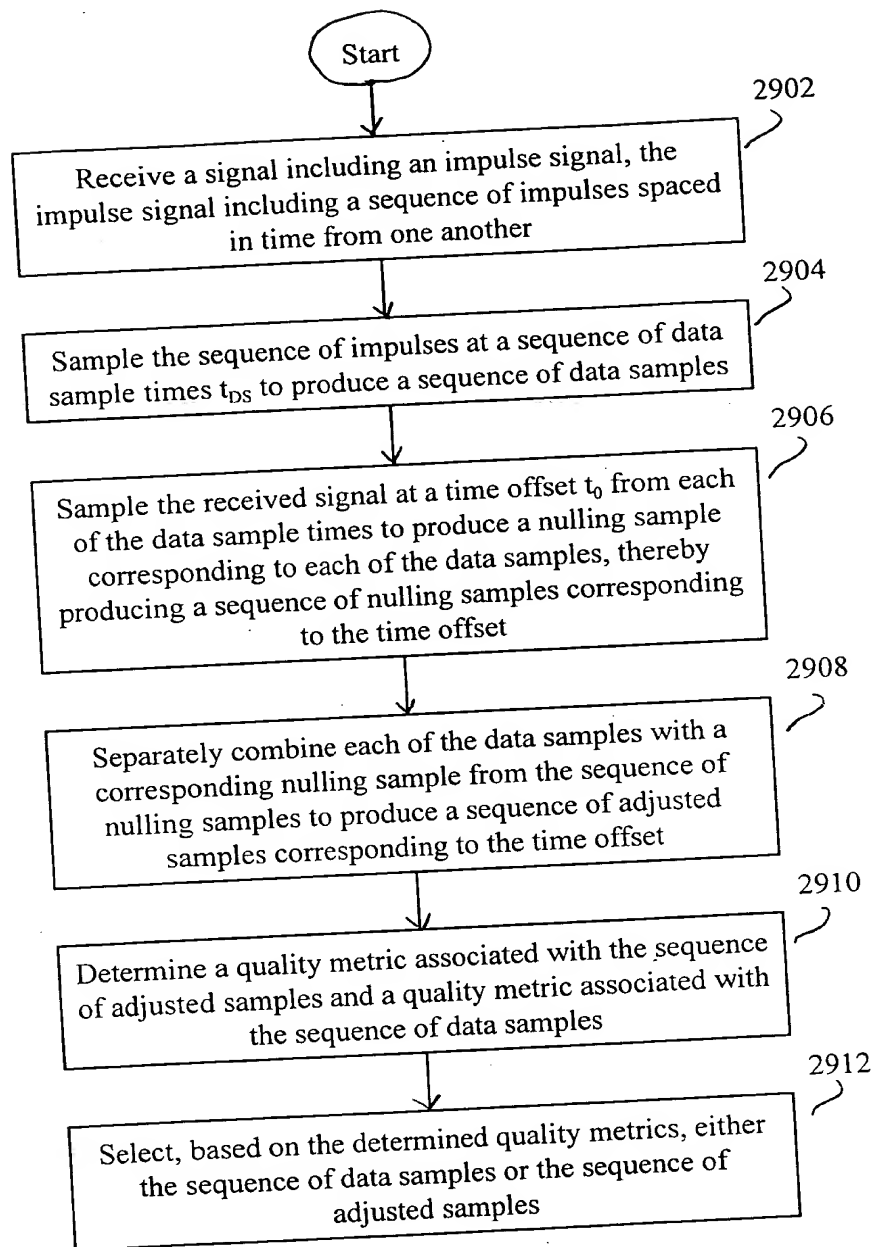 Start
2902
Receive a signal including an impulse signal, the
impulse signal including a sequence of impulses spaced
in time from one another
2904
Sample the sequence of impulses at a sequence of data
sample times tDS to produce a sequence of data samples
2906
Sample the received signal at a time offset t0 from each
of the data sample times to produce a nulling sample
corresponding to each of the data samples, thereby
producing a sequence of nulling samples corresponding
to the time offset
2908
Separately combine each of the data samples with a
corresponding nulling sample from the sequence of
nulling samples to produce a sequence of adjusted
samples corresponding to the time offset
2910
Determine a quality metric associated with the sequence
of adjusted samples and a quality metric associated with
the sequence of data samples
2912
Select, based on the determined quality metrics, either
the sequence of data samples or the sequence of
adjusted samples